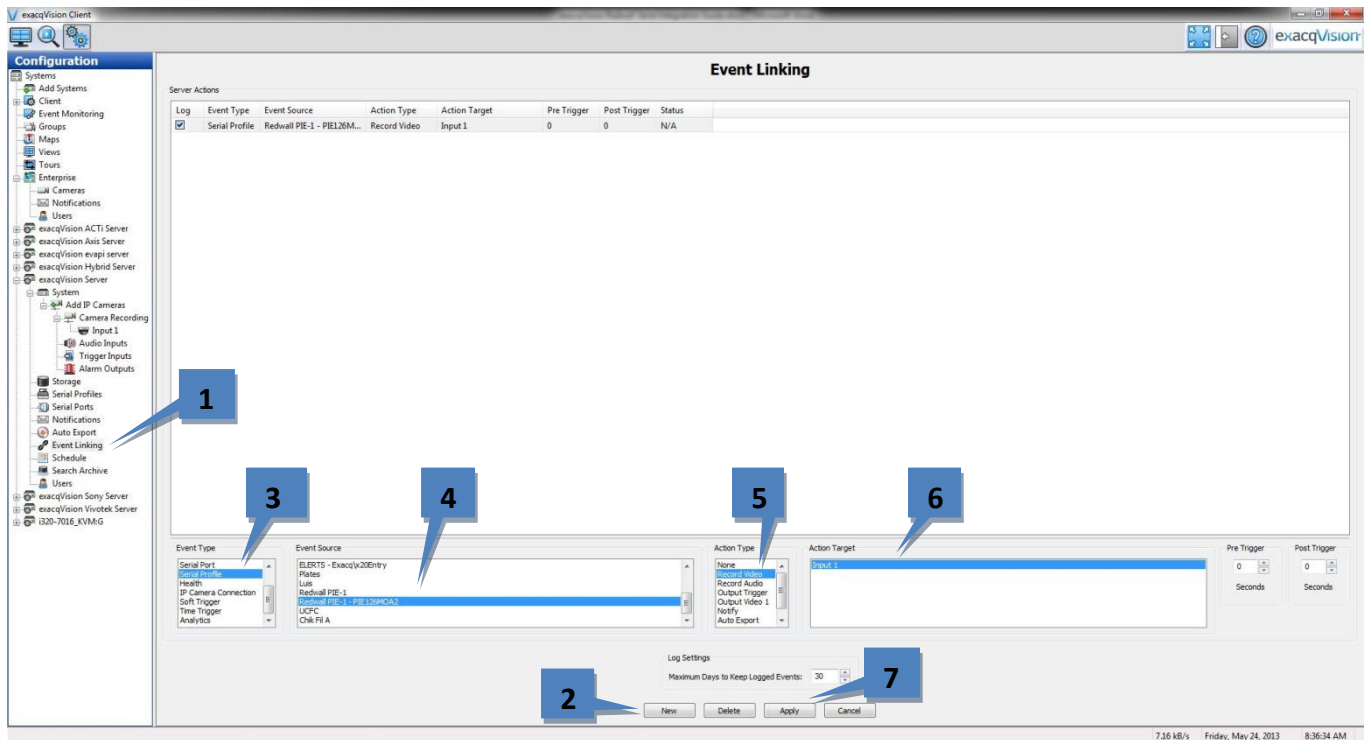 exacqVision Client
exacqVision
Configuration
Systems
Add Systems
Client
Event Monitoring
Groups
Maps
Views
Tours
Enterprise
Cameras
Notifications
Users
exacqVision ACTi Server
exacqVision Axis Server
exacqVision evapi server
exacqVision Hybrid Server
exacqVision Server
System
Add IP Cameras
Camera Recording
Input 1
Audio Inputs
Trigger Inputs
Alarm Outputs
Storage
Serial Profiles
Serial Ports
Notifications
Auto Export
Event Linking
Schedule
Search Archive
Users
exacqVision Sony Server
exacqVision Vivotek Server
i320-7016_KVM:G
Event Linking
Server Actions
Log Event Type Event Source Action Type Action Target Pre Trigger Post Trigger Status
Serial Profile Redwall PIE-1 - PIE126M... Record Video Input 1 0 0 N/A
1
3
4
5
6
Event Type
Serial Port
Serial Profile
Health
IP Camera Connection
Soft Trigger
Time Trigger
Analytics
Event Source
ELERTS - Exacq\x20Entry
Plates
Luis
Redwall PIE-1
Redwall PIE-1 - PIE126MOA2
UCFC
Chik Fil A
Action Type
None
Record Video
Record Audio
Output Trigger
Output Video 1
Notify
Auto Export
Action Target
Input 1
Pre Trigger
0
Seconds
Post Trigger
0
Seconds
Log Settings
Maximum Days to Keep Logged Events: 30
7
2
New Delete Apply Cancel
7.16 kB/s Friday, May 24, 2013 8:36:34 AM